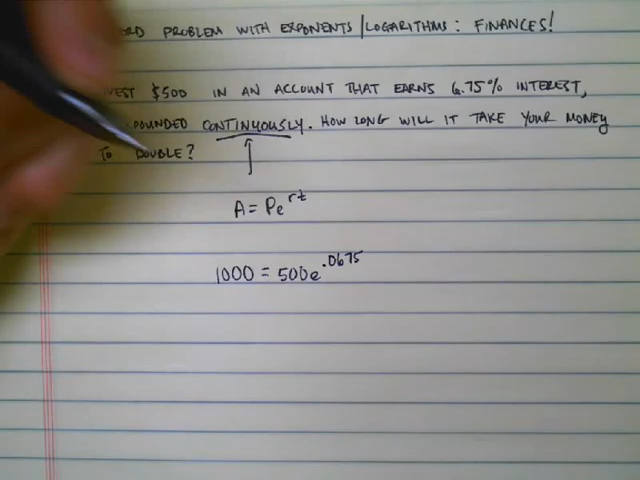 PROBLEM WITH EXPONENTS/LOGARITHMS: FINANCES!
$500 IN AN ACCOUNT THAT EARNS 6.75% INTEREST,
CONTINUOUSLY. HOW LONG WILL IT TAKE YOUR MONEY
TO DOUBLE?
A = Pe^rt
1000 = 500e^.0675